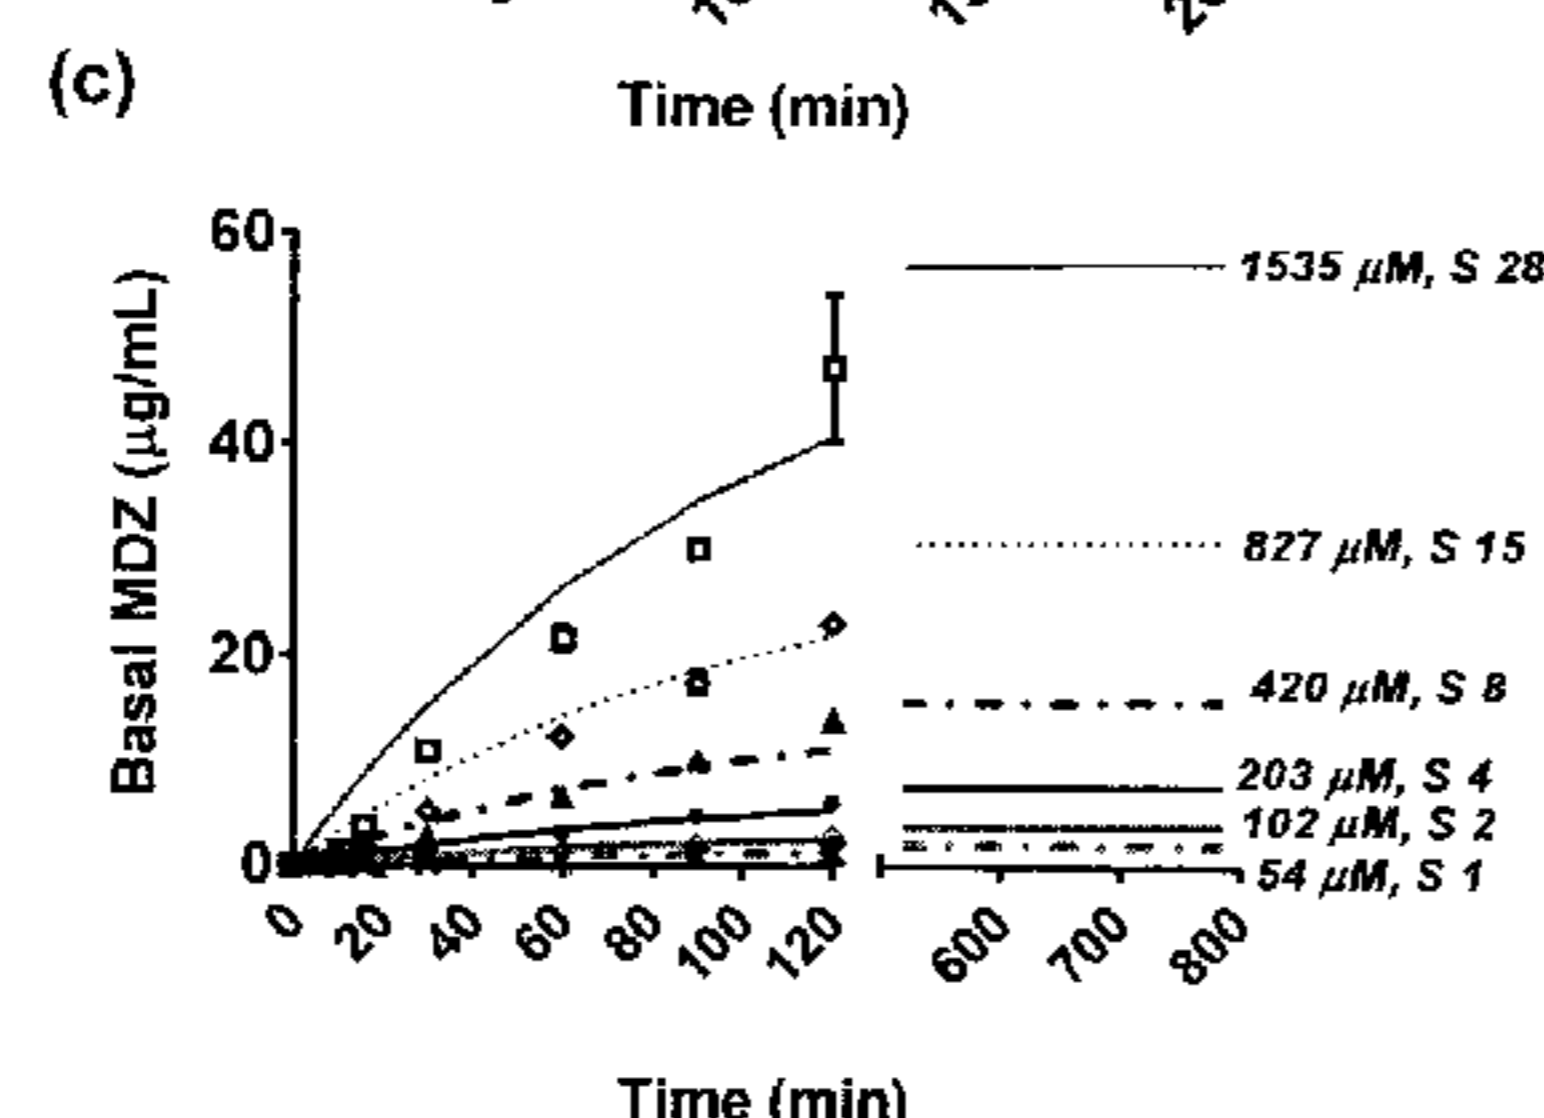 (c)
Time (min)
60
40
20
0
Basal MDZ (μg/mL)
1535 μM, S 28
827 μM, S 15
420 μM, S 8
203 μM, S 4
102 μM, S 2
54 μM, S 1
0 20 40 60 80 100 120 600 700 800
Time (min)